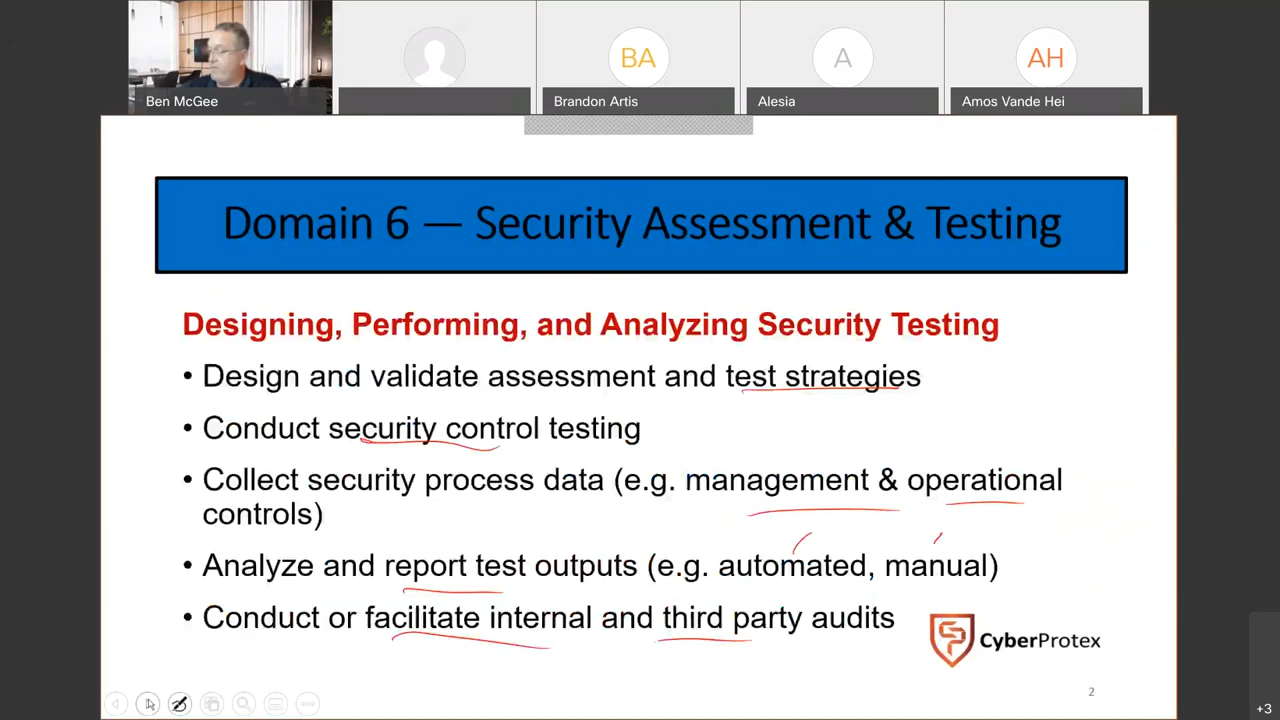 BA
A
AH
Ben McGee
Brandon Artis
Alesia
Amos Vande Hei
Domain 6 — Security Assessment & Testing
Designing, Performing, and Analyzing Security Testing
• Design and validate assessment and test strategies
• Conduct security control testing
• Collect security process data (e.g. management & operational
controls)
• Analyze and report test outputs (e.g. automated, manual)
• Conduct or facilitate internal and third party audits
CyberProtex
2
+3